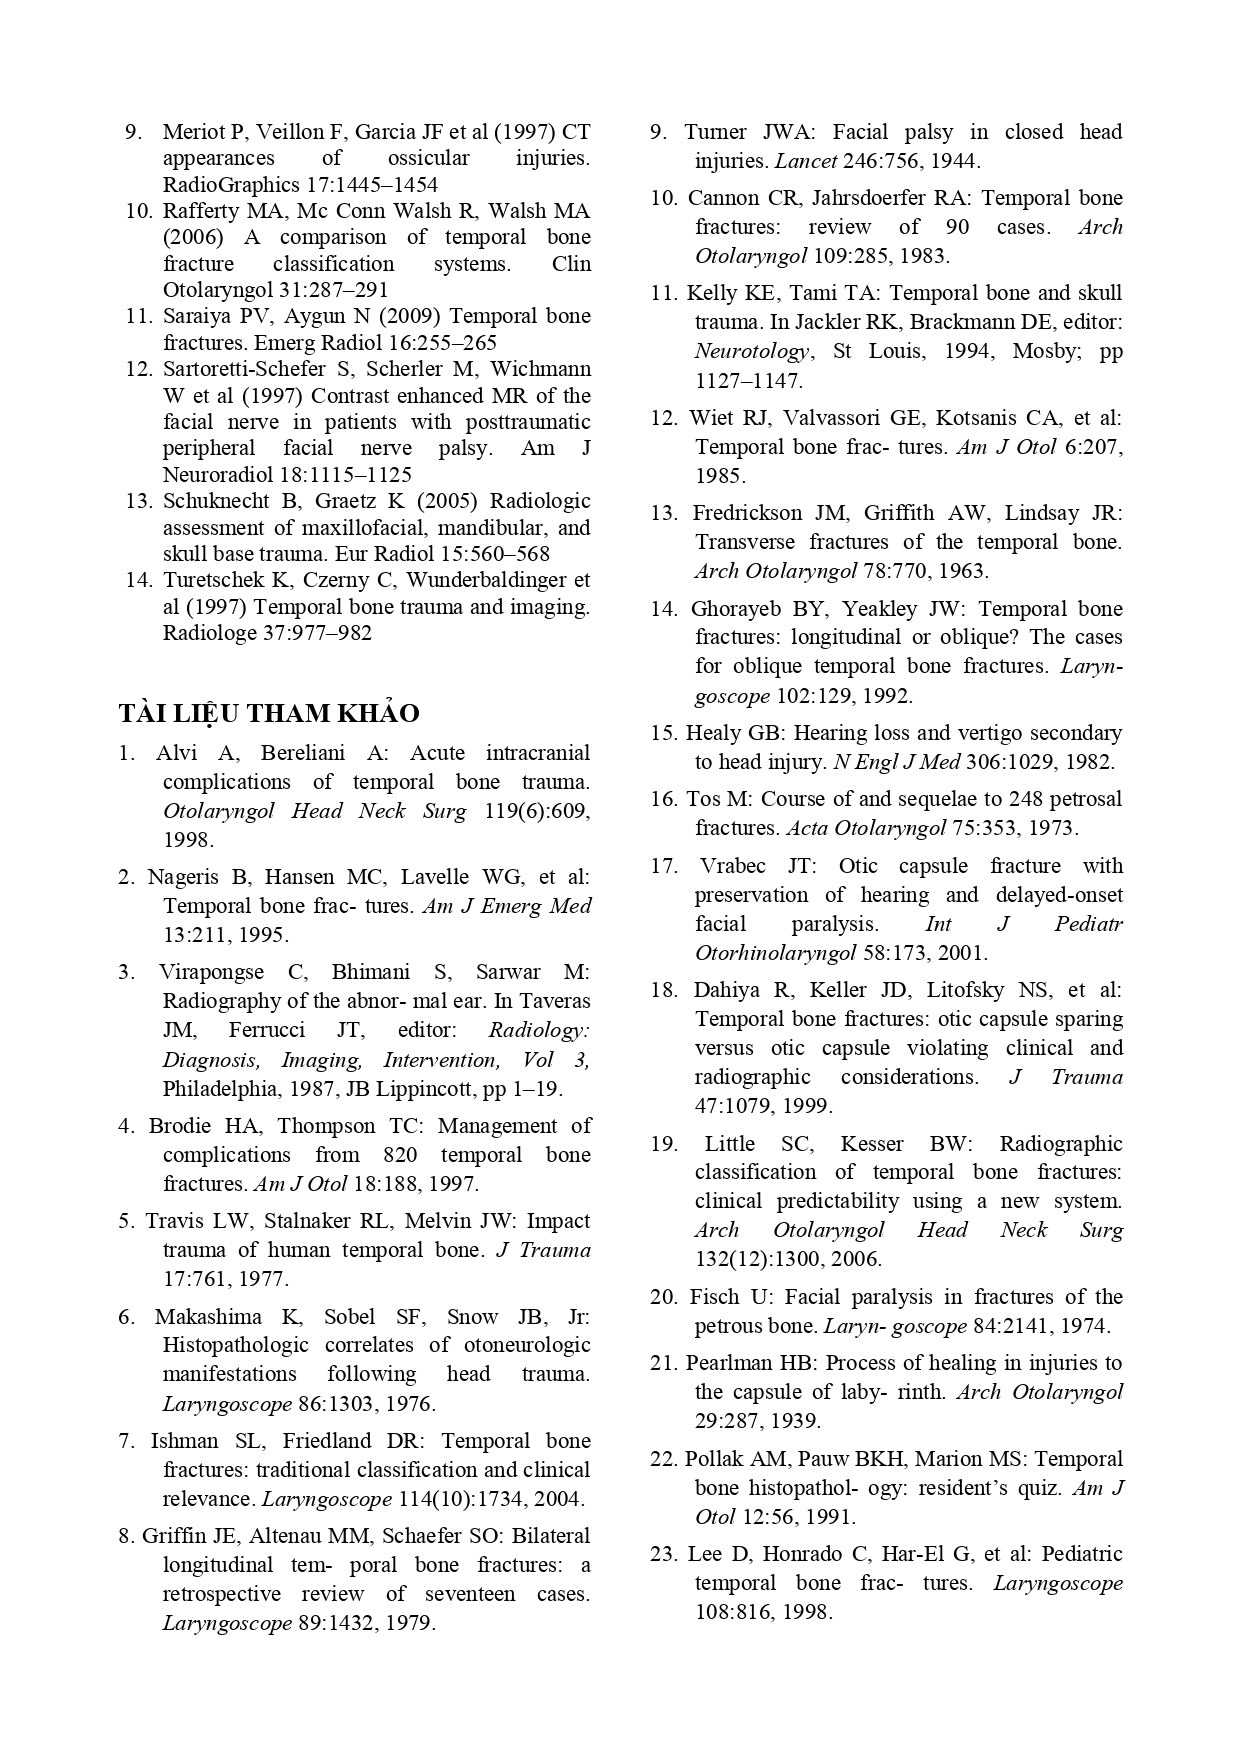 9. Meriot P, Veillon F, Garcia JF et al (1997) CT
appearances of ossicular injuries.
RadioGraphics 17:1445–1454
10. Rafferty MA, Mc Conn Walsh R, Walsh MA
(2006) A comparison of temporal bone
fracture classification systems. Clin
Otolaryngol 31:287–291
11. Saraiya PV, Aygun N (2009) Temporal bone
fractures. Emerg Radiol 16:255–265
12. Sartoretti-Schefer S, Scherler M, Wichmann
W et al (1997) Contrast enhanced MR of the
facial nerve in patients with posttraumatic
peripheral facial nerve palsy. Am J
Neuroradiol 18:1115–1125
13. Schuknecht B, Graetz K (2005) Radiologic
assessment of maxillofacial, mandibular, and
skull base trauma. Eur Radiol 15:560–568
14. Turetschek K, Czerny C, Wunderbaldinger et
al (1997) Temporal bone trauma and imaging.
Radiologe 37:977–982
TÀI LIỆU THAM KHẢO
1. Alvi A, Bereliani A: Acute intracranial
complications of temporal bone trauma.
Otolaryngol Head Neck Surg 119(6):609,
1998.
2. Nageris B, Hansen MC, Lavelle WG, et al:
Temporal bone frac- tures. Am J Emerg Med
13:211, 1995.
3. Virapongse C, Bhimani S, Sarwar M:
Radiography of the abnor- mal ear. In Taveras
JM, Ferrucci JT, editor: Radiology:
Diagnosis, Imaging, Intervention, Vol 3,
Philadelphia, 1987, JB Lippincott, pp 1–19.
4. Brodie HA, Thompson TC: Management of
complications from 820 temporal bone
fractures. Am J Otol 18:188, 1997.
5. Travis LW, Stalnaker RL, Melvin JW: Impact
trauma of human temporal bone. J Trauma
17:761, 1977.
6. Makashima K, Sobel SF, Snow JB, Jr:
Histopathologic correlates of otoneurologic
manifestations following head trauma.
Laryngoscope 86:1303, 1976.
7. Ishman SL, Friedland DR: Temporal bone
fractures: traditional classification and clinical
relevance. Laryngoscope 114(10):1734, 2004.
8. Griffin JE, Altenau MM, Schaefer SO: Bilateral
longitudinal tem- poral bone fractures: a
retrospective review of seventeen cases.
Laryngoscope 89:1432, 1979.
9. Turner JWA: Facial palsy in closed head
injuries. Lancet 246:756, 1944.
10. Cannon CR, Jahrsdoerfer RA: Temporal bone
fractures: review of 90 cases. Arch
Otolaryngol 109:285, 1983.
11. Kelly KE, Tami TA: Temporal bone and skull
trauma. In Jackler RK, Brackmann DE, editor:
Neurotology, St Louis, 1994, Mosby; pp
1127–1147.
12. Wiet RJ, Valvassori GE, Kotsanis CA, et al:
Temporal bone frac- tures. Am J Otol 6:207,
1985.
13. Fredrickson JM, Griffith AW, Lindsay JR:
Transverse fractures of the temporal bone.
Arch Otolaryngol 78:770, 1963.
14. Ghorayeb BY, Yeakley JW: Temporal bone
fractures: longitudinal or oblique? The cases
for oblique temporal bone fractures. Laryn-
goscope 102:129, 1992.
15. Healy GB: Hearing loss and vertigo secondary
to head injury. N Engl J Med 306:1029, 1982.
16. Tos M: Course of and sequelae to 248 petrosal
fractures. Acta Otolaryngol 75:353, 1973.
17. Vrabec JT: Otic capsule fracture with
preservation of hearing and delayed-onset
facial paralysis. Int J Pediatr
Otorhinolaryngol 58:173, 2001.
18. Dahiya R, Keller JD, Litofsky NS, et al:
Temporal bone fractures: otic capsule sparing
versus otic capsule violating clinical and
radiographic considerations. J Trauma
47:1079, 1999.
19. Little SC, Kesser BW: Radiographic
classification of temporal bone fractures:
clinical predictability using a new system.
Arch Otolaryngol Head Neck Surg
132(12):1300, 2006.
20. Fisch U: Facial paralysis in fractures of the
petrous bone. Laryn- goscope 84:2141, 1974.
21. Pearlman HB: Process of healing in injuries to
the capsule of laby- rinth. Arch Otolaryngol
29:287, 1939.
22. Pollak AM, Pauw BKH, Marion MS: Temporal
bone histopathol- ogy: resident’s quiz. Am J
Otol 12:56, 1991.
23. Lee D, Honrado C, Har-El G, et al: Pediatric
temporal bone frac- tures. Laryngoscope
108:816, 1998.